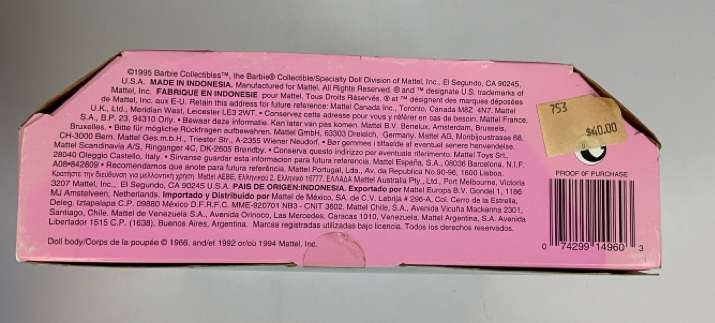 ©1995 Barbie Collectibles™, the Barbie® Collectible/Specialty Doll Division of Mattel, Inc., El Segundo, CA 90245,
U.S.A. MADE IN INDONESIA. Manufactured for Mattel. All Rights Reserved. ® and ™ designate U.S. trademarks of
Mattel, Inc. FABRIQUÉ EN INDONÉSIE pour Mattel. Tous Droits Réservés. ® et ™ désignent des marques déposées
de Mattel, Inc. aux É-U. Retain this address for future reference: Mattel Canada Inc., Toronto, Canada M8Z 4N7. Mattel
U.K., Ltd., Meridian West, Leicester LE3 2WT. • Conservez cette adresse pour vous y référer en cas de besoin. Mattel France,
S.A., B.P. 23, 94310 Orly. • Bewaar deze informatie. Kan later van pas komen. Mattel B.V. Benelux, Amsterdam, Brussels,
Bruxelles. • Bitte für mögliche Rückfragen aufbewahren. Mattel GmbH, 63303 Dreieich, Germany. Mattel AG, Monbijoustrasse 68,
CH-3000 Bern. Mattel Ges.m.b.H., Triester Str., A-2355 Wiener Neudorf. • Bør gemmes i tilfælde af eventuel senere henvendelse.
Mattel Scandinavia A/S, Ringager 4C, DK-2605 Brøndby. • Conserva questo indirizzo per eventuale riferimento. Mattel Toys Srl.,
28040 Oleggio Castello, Italy. • Sirvanse guardar esta informacion para futura referencia. Mattel España, S.A., 08036 Barcelona. N.I.F.
A08#842809 • Recomendamos que anote para futura referência. Mattel Portugal, Lda., Av. da Republica No.90-96, 1600 Lisboa.
Κρατήστε την διεύθυνση για μελλοντική χρήση. Mattel ΑΕΒΕ, Ελληνικού 2, Ελληνικό 16777, ΕΛΛΑΔΑ Mattel Australia Pty., Ltd., Port Melbourne, Victoria
3207 Mattel, Inc., El Segundo, CA 90245 U.S.A. PAIS DE ORIGEN:INDONESIA. Exportado por Mattel Europa B.V. Gondel 1, 1186
MJ Amstelveen, Netherlands. Importado y Distribuido por Mattel de México, SA. de C.V. Labrija # 296-A, Col. Cerro de la Estrella,
Deleg. Iztapalapa C.P. 09880 México D.F.R.F.C. MME-920701 NB3 - CNIT 3602. Mattel Chile, S.A., Avenida Vicuña Mackenna 2301,
Santiago, Chile. Mattel de Venezuela S.A., Avenida Orinoco, Las Mercedes, Caracas 1010, Venezuela. Mattel Argentina, S.A. Avenida
Libertador 1515 C.P. (1638), Buenos Aires, Argentina. Marcas registradas utilizadas bajo licencia. Todos los derechos reservados.
Doll body/Corps de la poupée © 1966, and/et 1992 or/où 1994 Mattel, Inc.
753
$40.00
PROOF OF PURCHASE
0 74299 14960 3